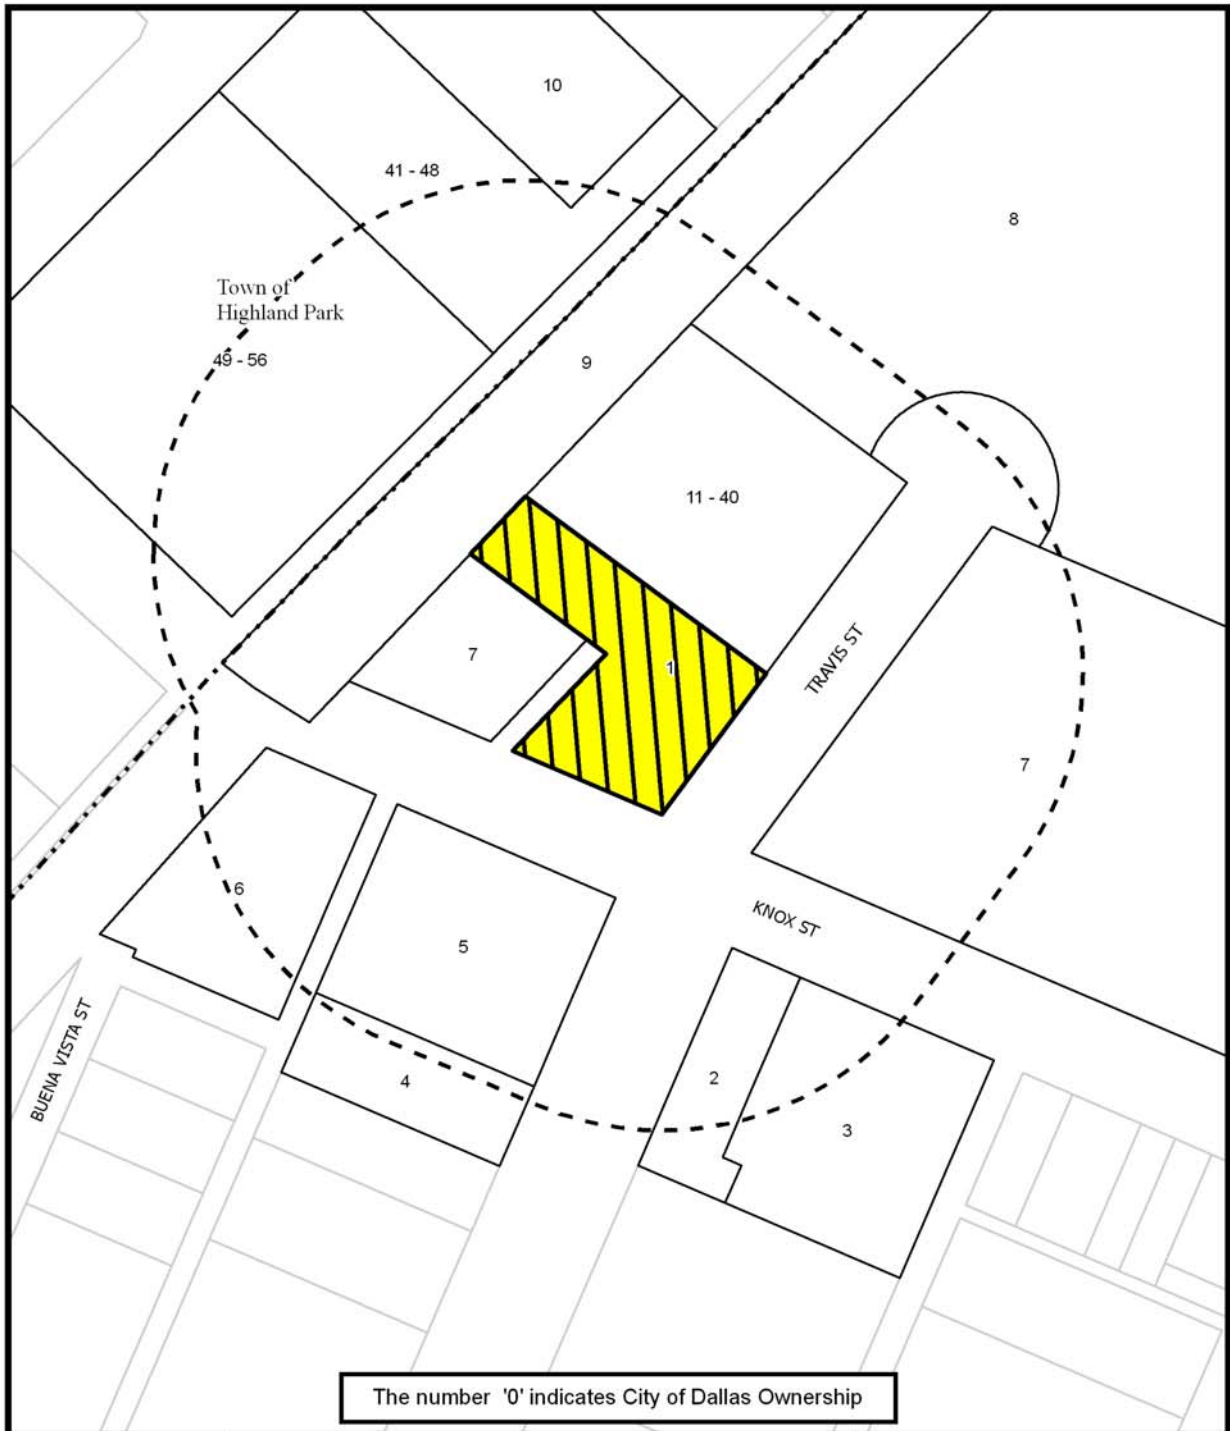 10
41 - 48
8
Town of
Highland Park
49 - 56
9
11 - 40
7
1
TRAVIS ST
7
6
5
KNOX ST
BUENA VISTA ST
4
2
3
The number '0' indicates City of Dallas Ownership